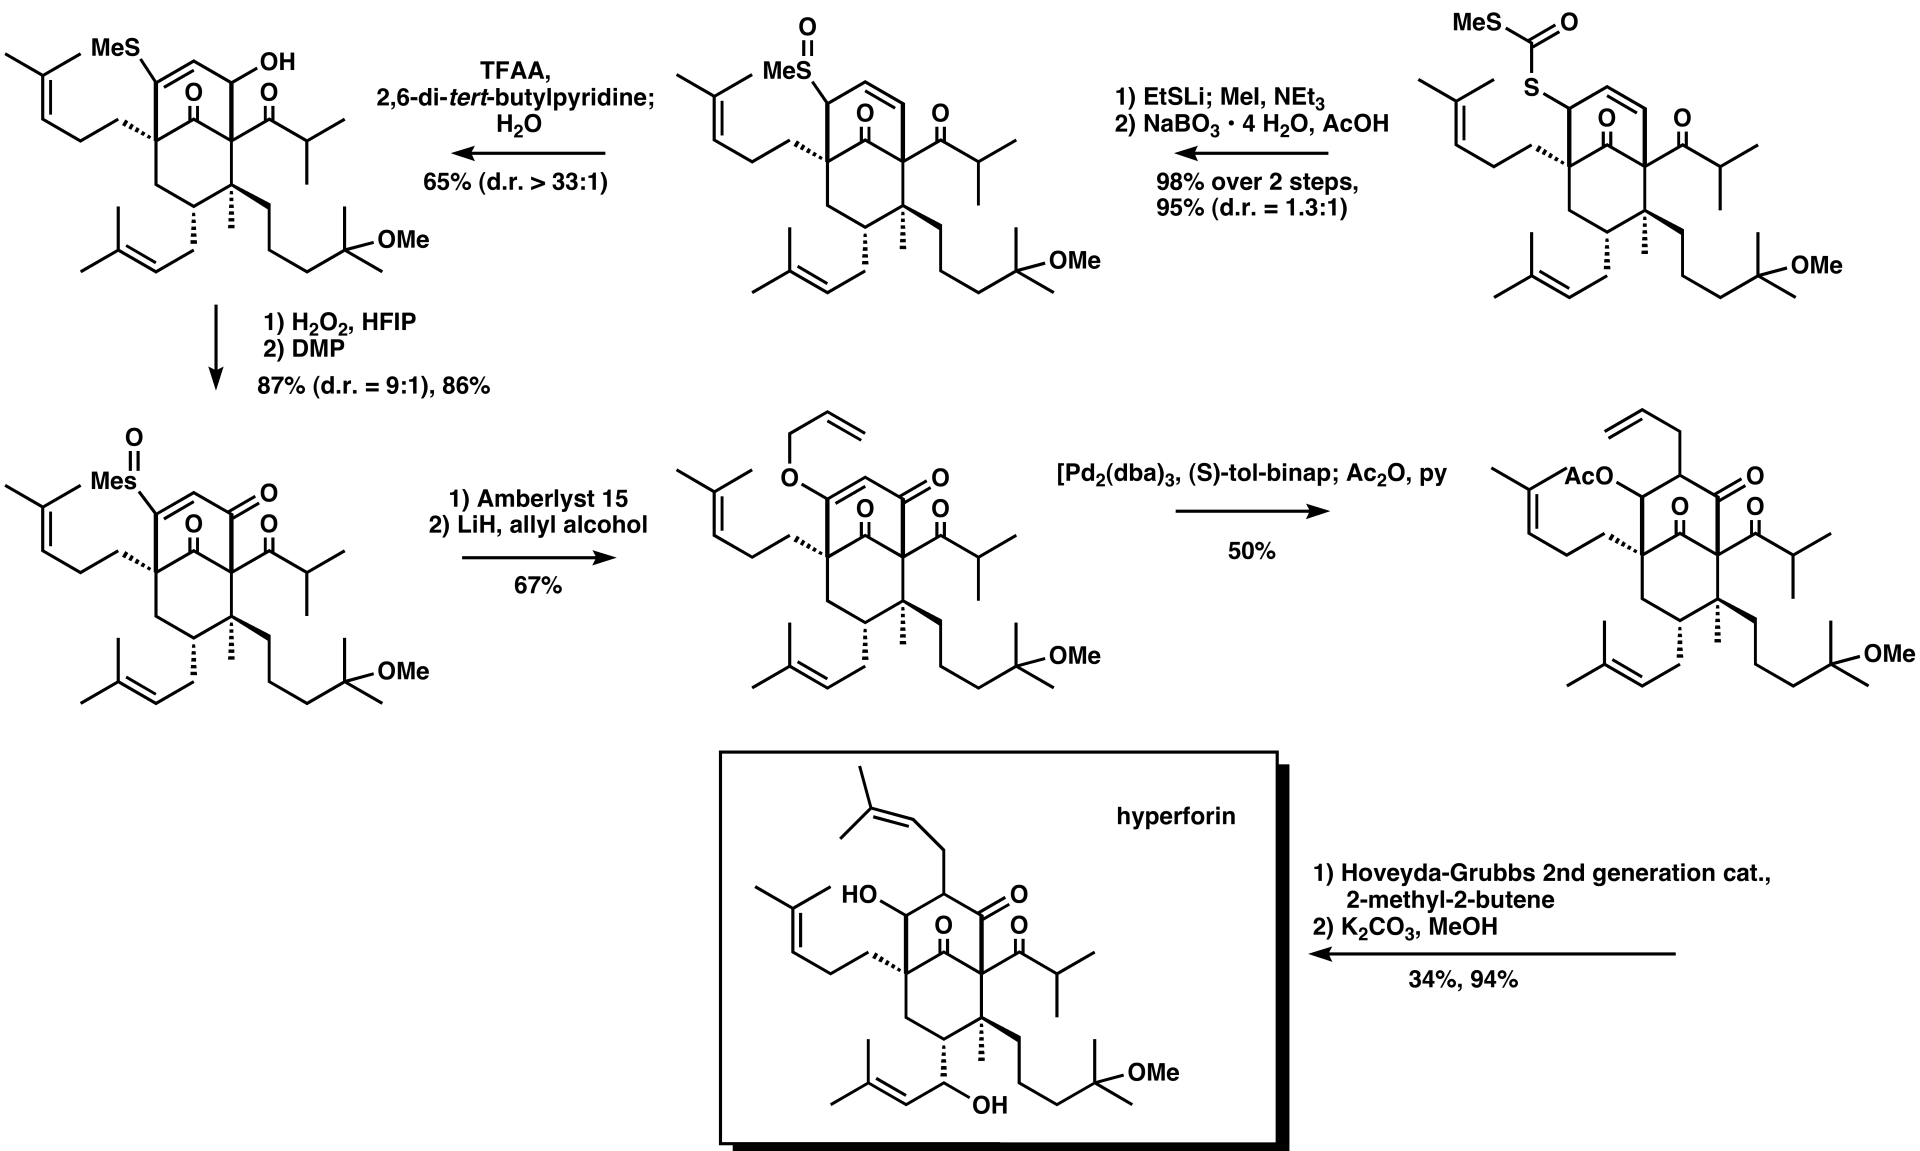 MeS
OH
O
O
OMe
TFAA,
2,6-di-tert-butylpyridine;
H₂O
65% (d.r. > 33:1)
O
MeS
O
O
OMe
1) EtSLi; MeI, NEt₃
2) NaBO₃ · 4 H₂O, AcOH
98% over 2 steps,
95% (d.r. = 1.3:1)
MeS
O
S
O
O
OMe
1) H₂O₂, HFIP
2) DMP
87% (d.r. = 9:1), 86%
O
MeS
O
O
O
OMe
1) Amberlyst 15
2) LiH, allyl alcohol
67%
O
O
O
O
OMe
[Pd₂(dba)₃, (S)-tol-binap; Ac₂O, py
50%
AcO
O
O
O
OMe
hyperforin
HO
O
O
O
OMe
OH
1) Hoveyda-Grubbs 2nd generation cat.,
2-methyl-2-butene
2) K₂CO₃, MeOH
34%, 94%